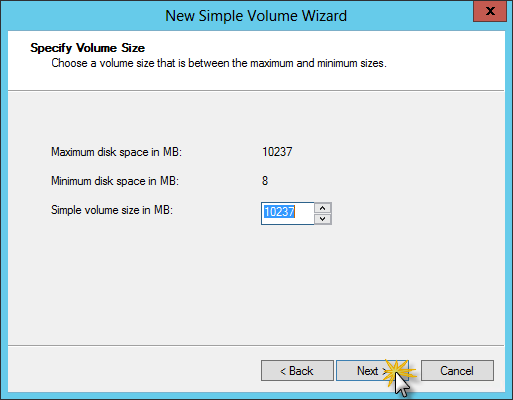 New Simple Volume Wizard
x
Specify Volume Size
Choose a volume size that is between the maximum and minimum sizes.
Maximum disk space in MB: 10237
Minimum disk space in MB: 8
Simple volume size in MB: 10237
< Back Next > Cancel